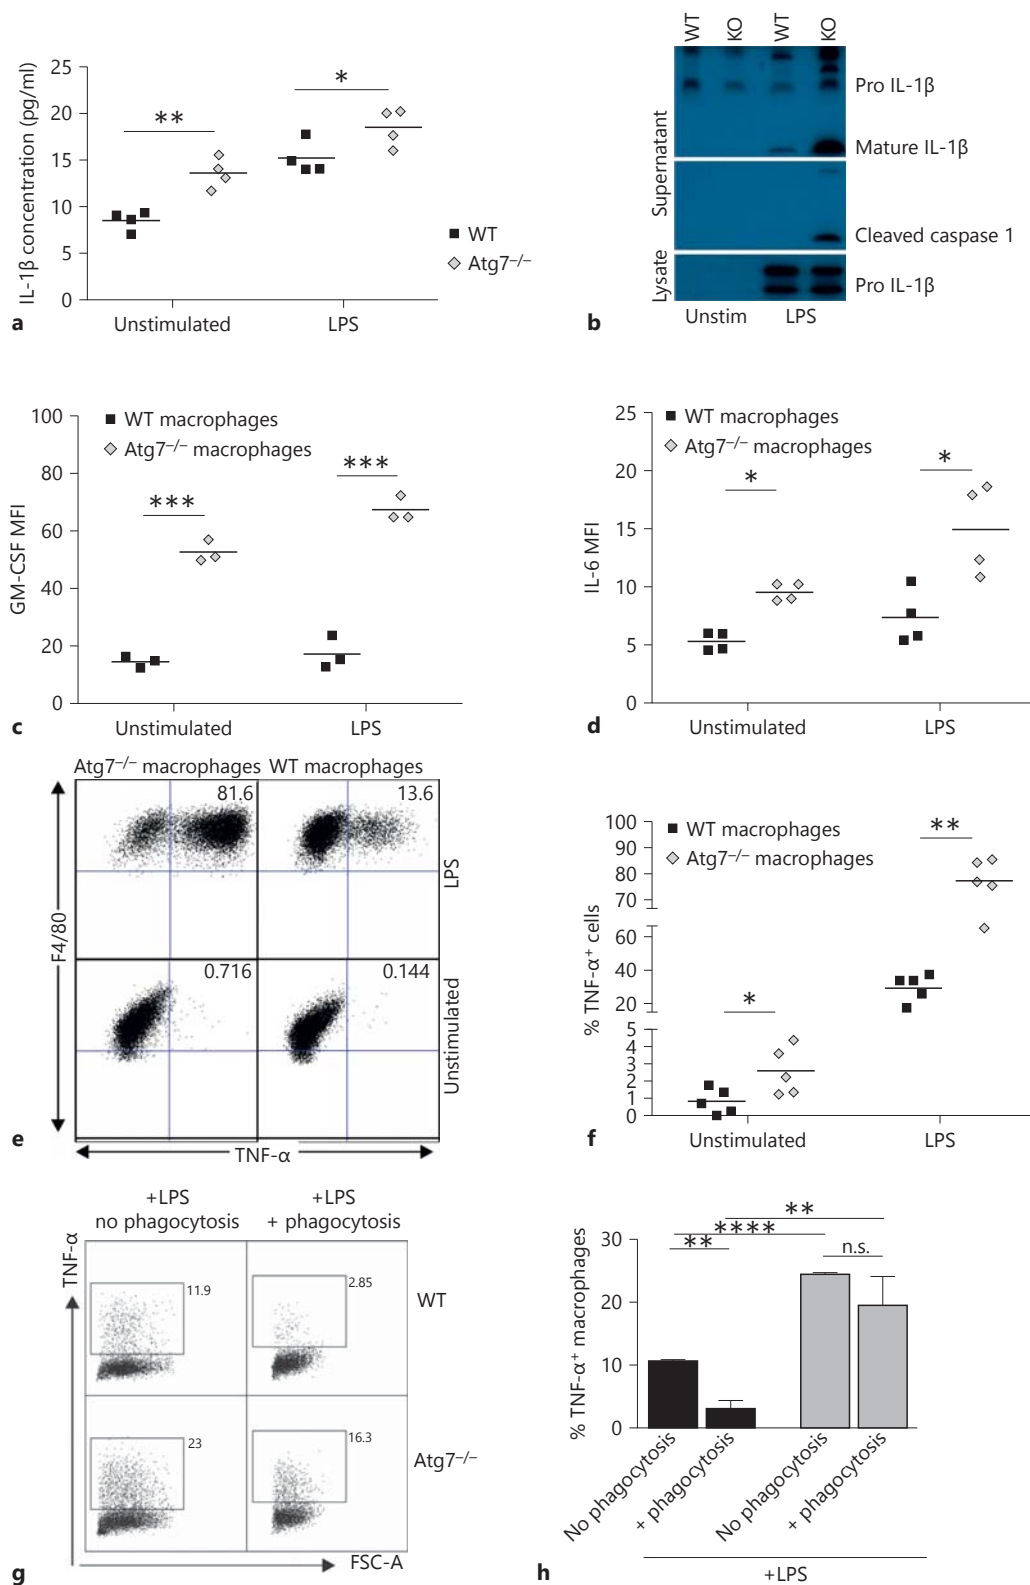 25
20
15
10
5
0
IL-1β concentration (pg/ml)
**
*
WT
Atg7–/–
Unstimulated
LPS
a
WT
KO
WT
KO
Supernatant
Lysate
Pro IL-1β
Mature IL-1β
Cleaved caspase 1
Pro IL-1β
Unstim
LPS
b
100
80
60
40
20
0
GM-CSF MFI
WT macrophages
Atg7–/– macrophages
***
***
Unstimulated
LPS
c
25
20
15
10
5
0
IL-6 MFI
WT macrophages
Atg7–/– macrophages
*
*
Unstimulated
LPS
d
Atg7–/– macrophages
WT macrophages
81.6
13.6
LPS
0.716
0.144
Unstimulated
F4/80
TNF-α
e
100
90
80
70
60
40
20
5
4
3
2
1
0
% TNF-α+ cells
WT macrophages
Atg7–/– macrophages
*
**
Unstimulated
LPS
f
+LPS
no phagocytosis
+LPS
+ phagocytosis
TNF-α
11.9
2.85
WT
23
16.3
Atg7–/–
FSC-A
g
30
20
10
0
% TNF-α+ macrophages
**
****
**
n.s.
No phagocytosis
+ phagocytosis
No phagocytosis
+ phagocytosis
+LPS
h